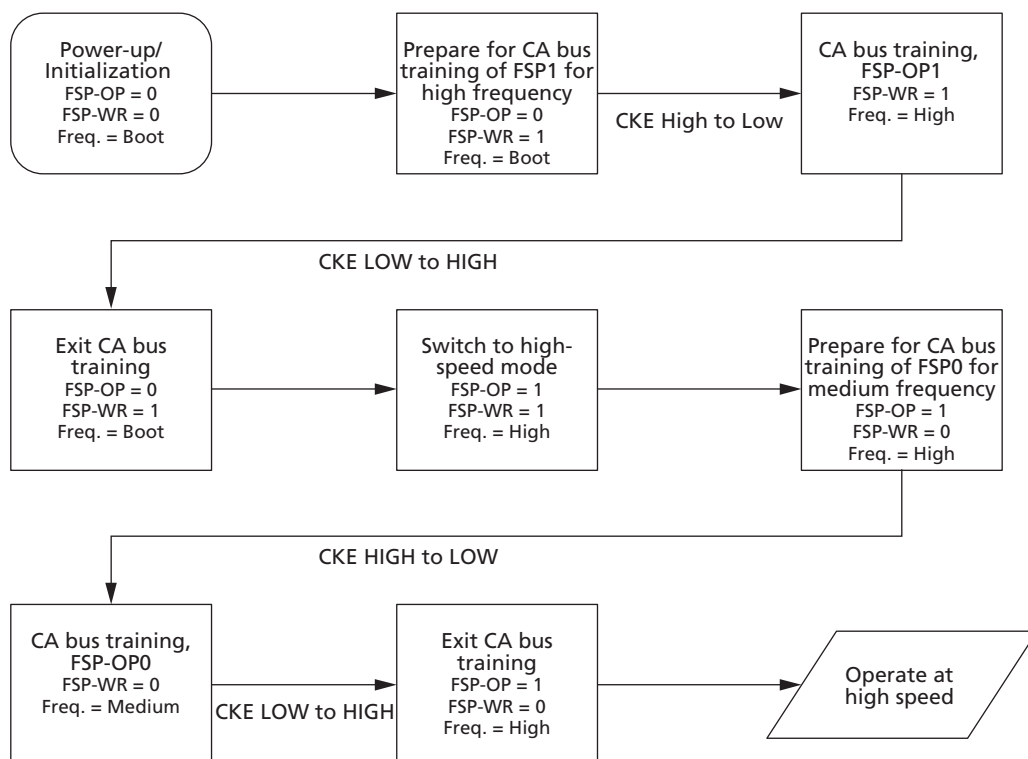 Power-up/
Initialization
FSP-OP = 0
FSP-WR = 0
Freq. = Boot
Prepare for CA bus
training of FSP1 for
high frequency
FSP-OP = 0
FSP-WR = 1
Freq. = Boot
CKE High to Low
CA bus training,
FSP-OP1
FSP-WR = 1
Freq. = High
CKE LOW to HIGH
Exit CA bus
training
FSP-OP = 0
FSP-WR = 1
Freq. = Boot
Switch to high-
speed mode
FSP-OP = 1
FSP-WR = 1
Freq. = High
Prepare for CA bus
training of FSP0 for
medium frequency
FSP-OP = 1
FSP-WR = 0
Freq. = High
CKE HIGH to LOW
CA bus training,
FSP-OP0
FSP-WR = 0
Freq. = Medium
CKE LOW to HIGH
Exit CA bus
training
FSP-OP = 1
FSP-WR = 0
Freq. = High
Operate at
high speed